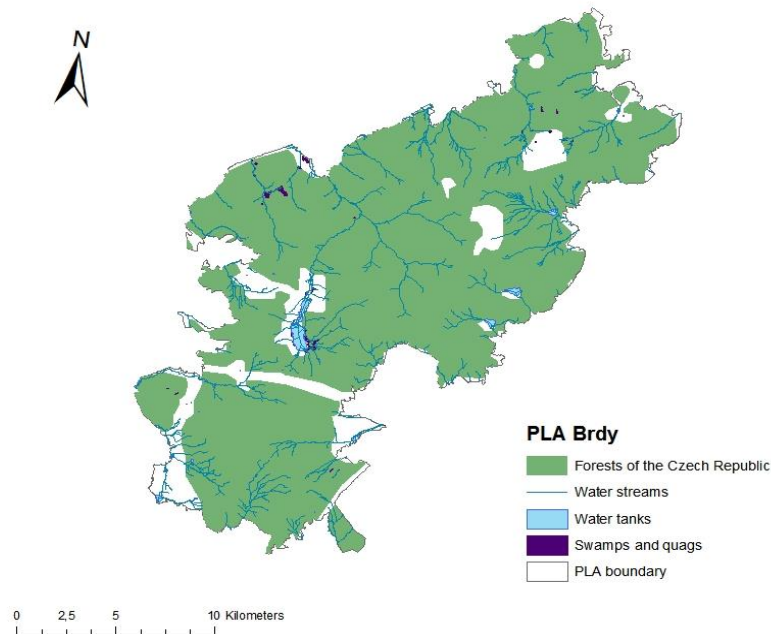 N
PLA Brdy
Forests of the Czech Republic
Water streams
Water tanks
Swamps and quags
PLA boundary
0 2,5 5 10 Kilometers